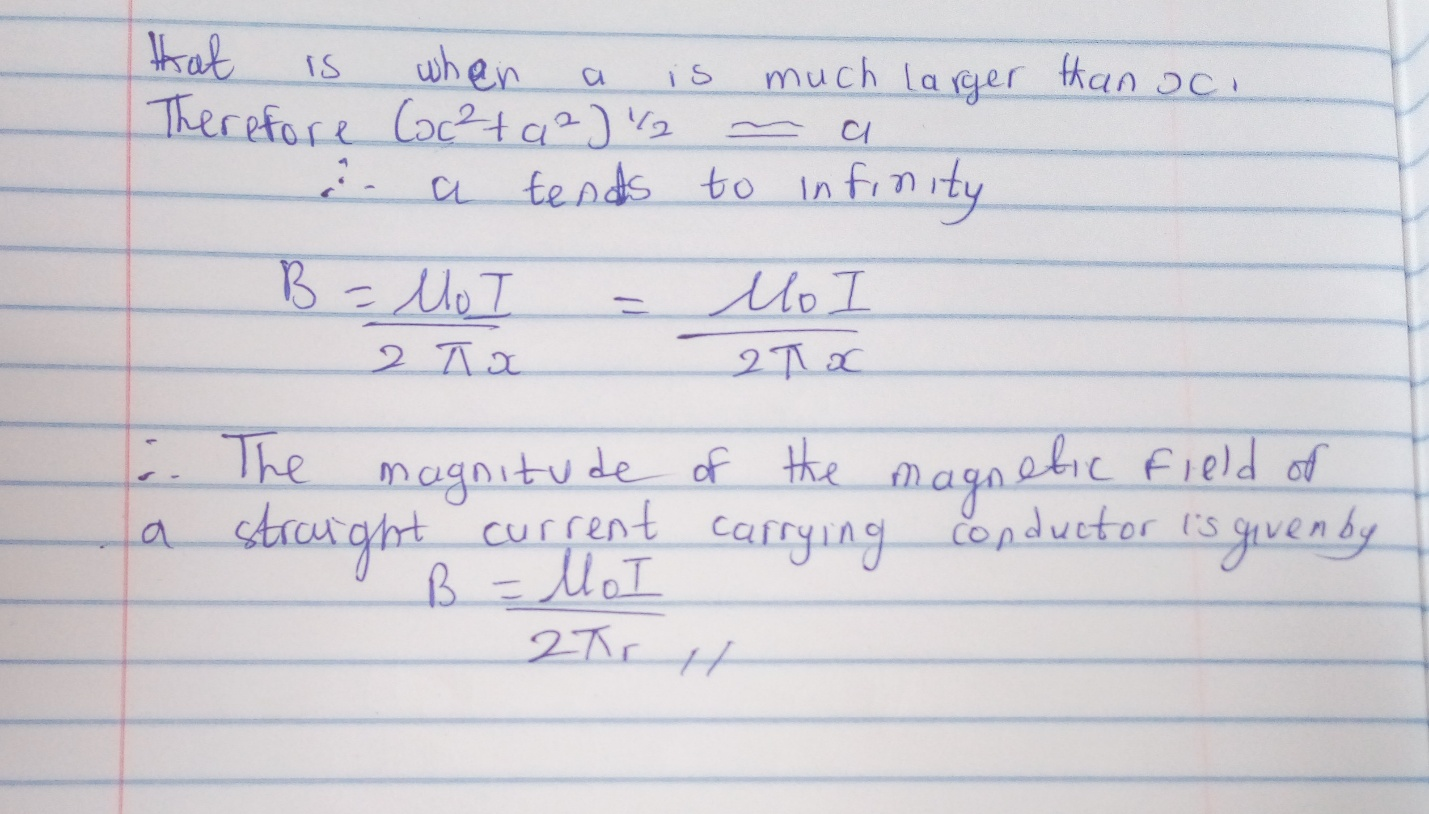 that is when a is much larger than x.
Therefore (x²+a²)^1/2 ≃ a
∴ a tends to infinity
B = μ₀I / 2πx = μ₀I / 2πx
∴ The magnitude of the magnetic field of
a straight current carrying conductor is given by
B = μ₀I / 2πr //